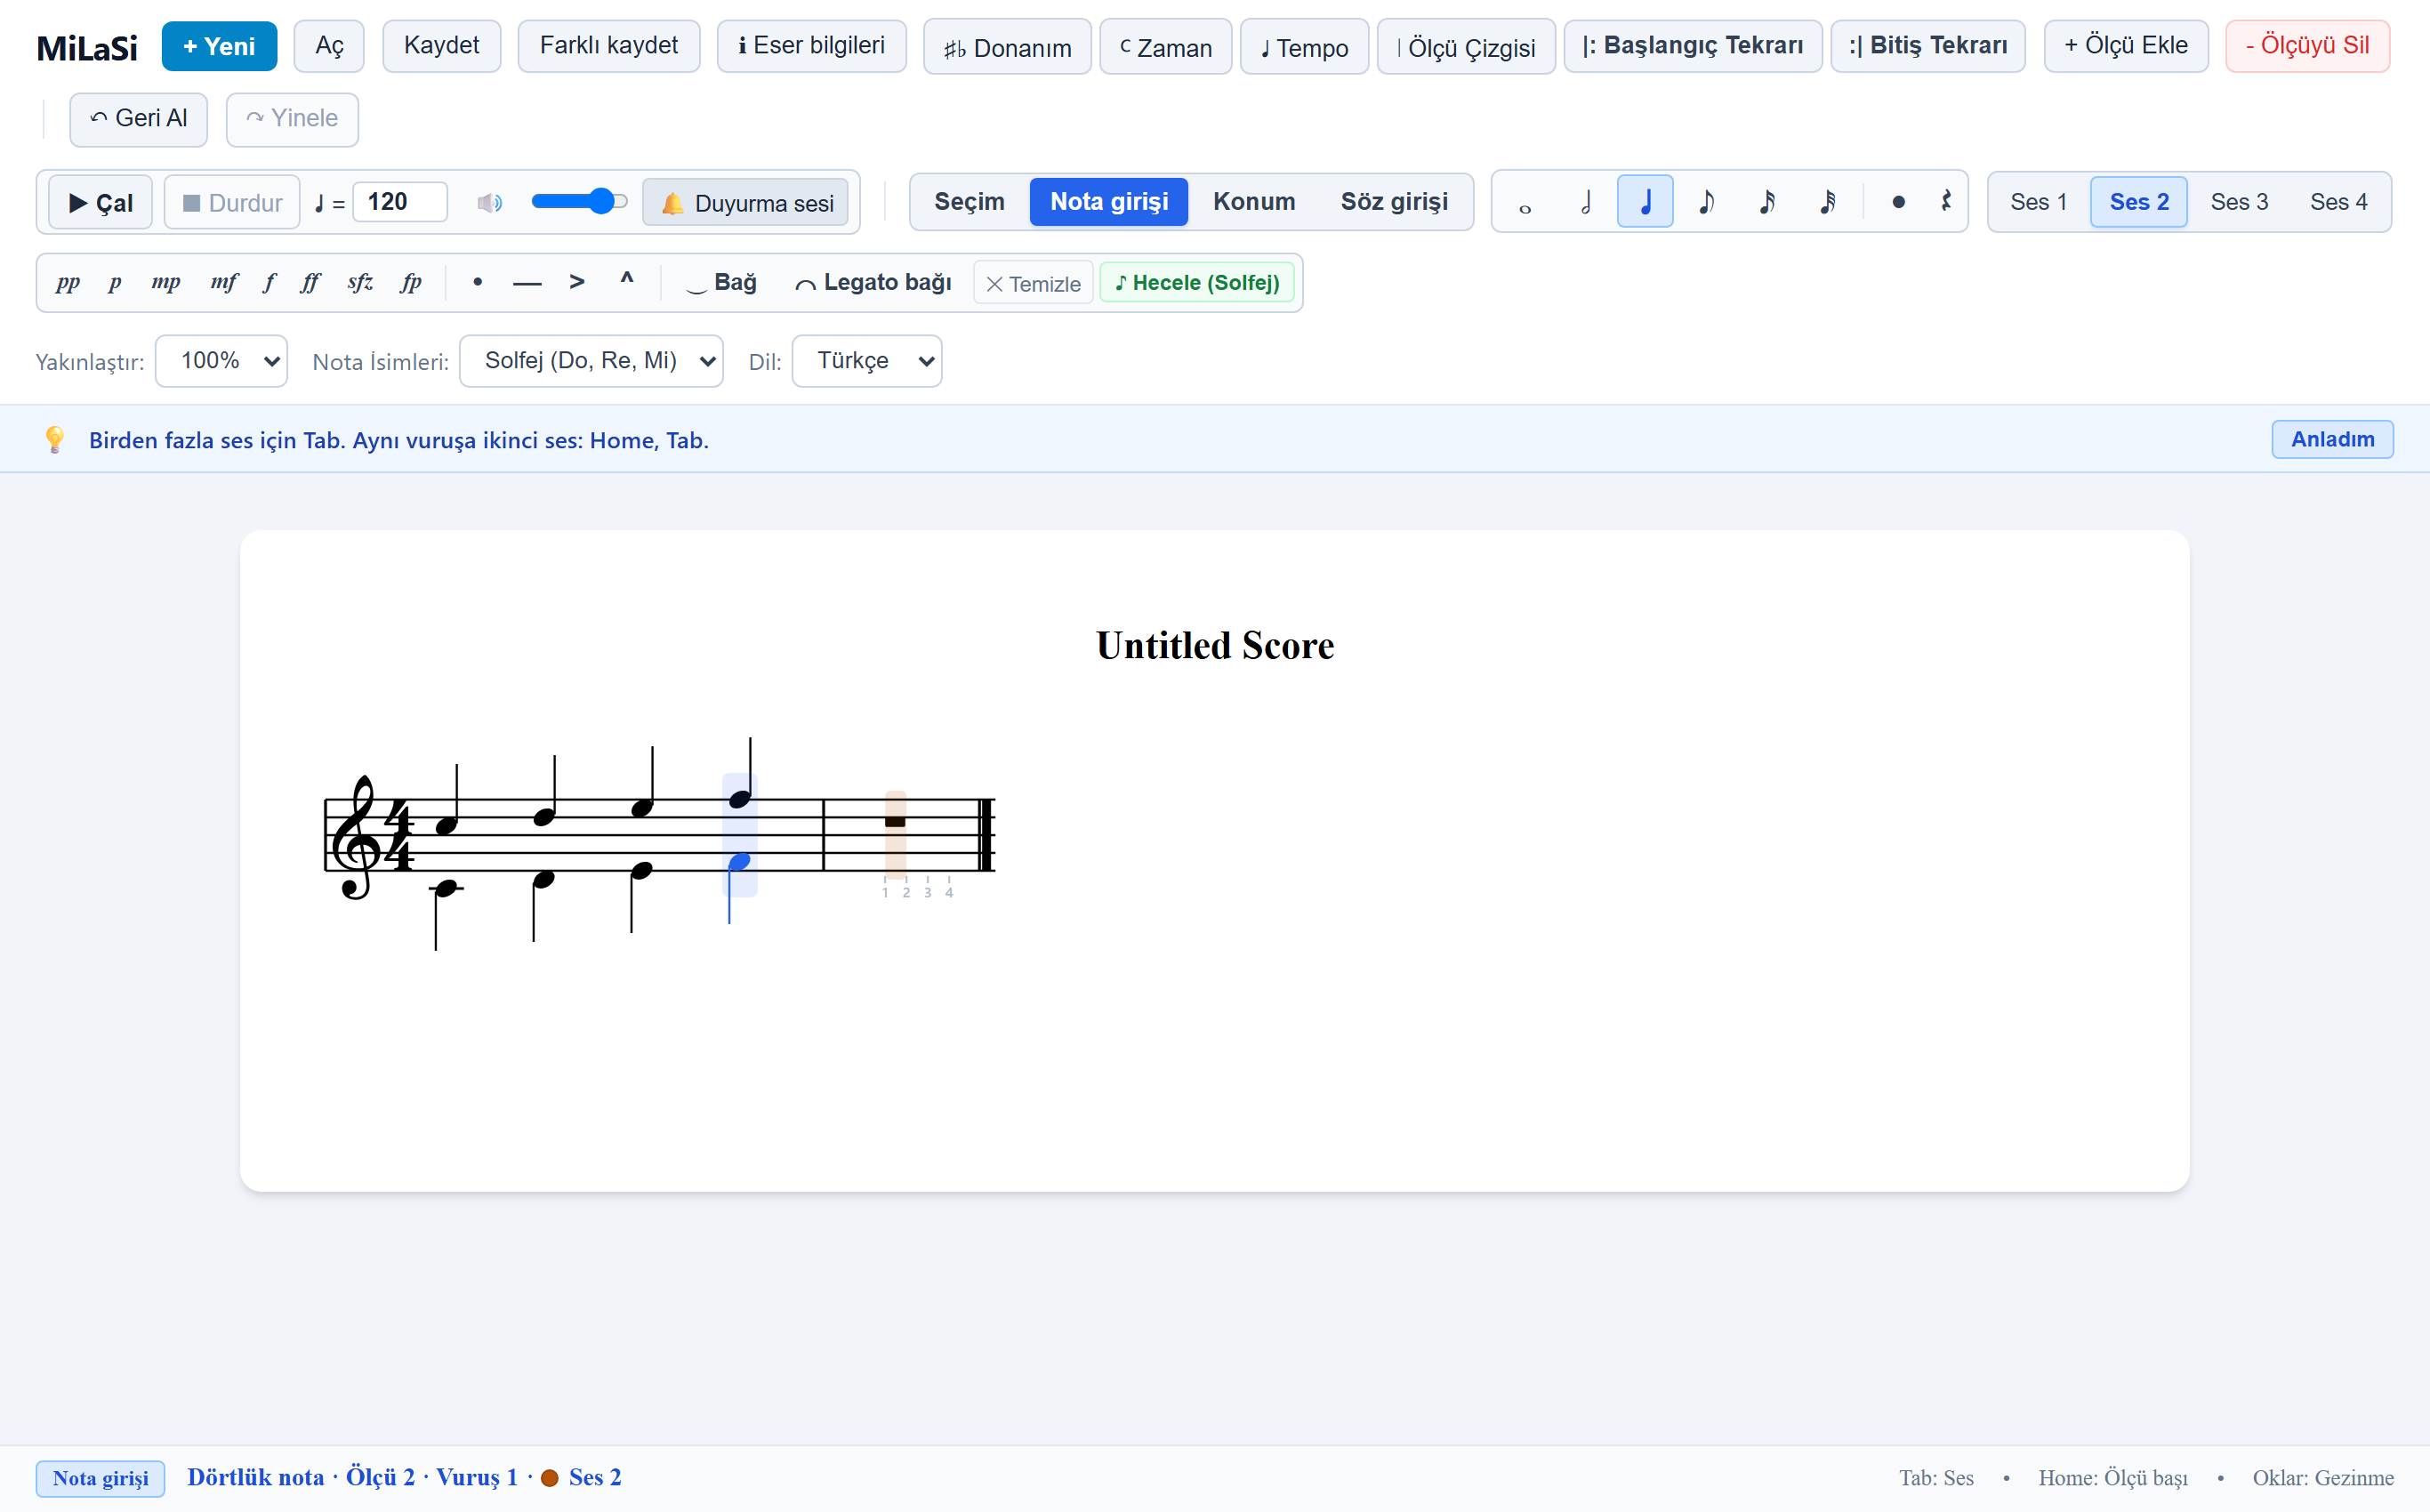 MiLaSi + Yeni Aç Kaydet Farklı kaydet ℹ Eser bilgileri ♯♭ Donanım C Zaman ♩ Tempo | Ölçü Çizgisi |: Başlangıç Tekrarı :| Bitiş Tekrarı + Ölçü Ekle - Ölçüyü Sil
↶ Geri Al ↷ Yinele
▶ Çal ■ Durdur ♩ = 120 🔊 🔔 Duyurma sesi Seçim Nota girişi Konum Söz girişi Ses 1 Ses 2 Ses 3 Ses 4
pp p mp mf f ff sfz fp • — > ^ ‿ Bağ ⌒ Legato bağı × Temizle ♪ Hecele (Solfej)
Yakınlaştır: 100% Nota İsimleri: Solfej (Do, Re, Mi) Dil: Türkçe
💡 Birden fazla ses için Tab. Aynı vuruşa ikinci ses: Home, Tab. Anladım
Untitled Score
4
4
1 2 3 4
Nota girişi Dörtlük nota · Ölçü 2 · Vuruş 1 · Ses 2 Tab: Ses • Home: Ölçü başı • Oklar: Gezinme